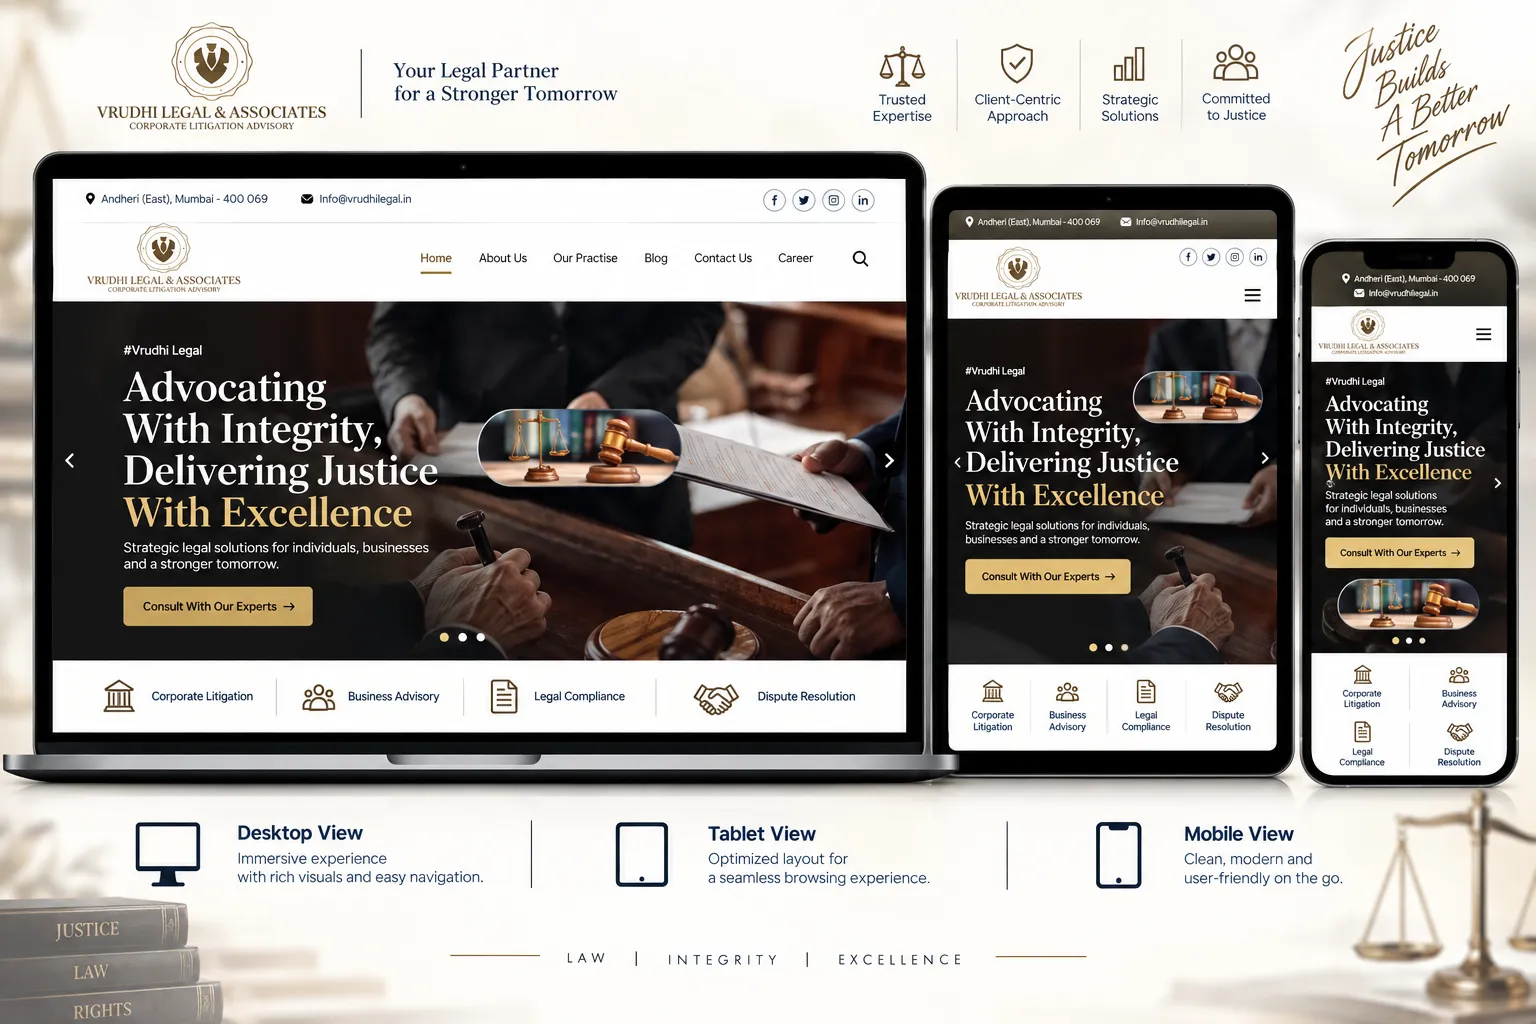 VRUDHI LEGAL & ASSOCIATES
CORPORATE LITIGATION ADVISORY
Your Legal Partner
for a Stronger Tomorrow
Trusted
Expertise
Client-Centric
Approach
Strategic
Solutions
Committed
to Justice
Justice
Builds
A Better
Tomorrow
Andheri (East), Mumbai - 400 069
Info@vrudhilegal.in
VRUDHI LEGAL & ASSOCIATES
CORPORATE LITIGATION ADVISORY
Home
About Us
Our Practise
Blog
Contact Us
Career
#Vrudhi Legal
Advocating
With Integrity,
Delivering Justice
With Excellence
Strategic legal solutions for individuals, businesses
and a stronger tomorrow.
Consult With Our Experts →
Corporate Litigation
Business Advisory
Legal Compliance
Dispute Resolution
Andheri (East), Mumbai - 400 069
Info@vrudhilegal.in
VRUDHI LEGAL & ASSOCIATES
CORPORATE LITIGATION ADVISORY
#Vrudhi Legal
Advocating
With Integrity,
Delivering Justice
With Excellence
Strategic legal solutions for individuals,
businesses and a stronger tomorrow.
Consult With Our Experts →
Corporate
Litigation
Business
Advisory
Legal
Compliance
Dispute
Resolution
Andheri (East), Mumbai - 400 069
Info@vrudhilegal.in
VRUDHI LEGAL & ASSOCIATES
CORPORATE LITIGATION ADVISORY
#Vrudhi Legal
Advocating
With Integrity,
Delivering Justice
With Excellence
Strategic legal solutions
for individuals, businesses
and a stronger tomorrow.
Consult With Our Experts →
Corporate
Litigation
Business
Advisory
Legal
Compliance
Dispute
Resolution
Desktop View
Immersive experience
with rich visuals and easy navigation.
Tablet View
Optimized layout for
a seamless browsing experience.
Mobile View
Clean, modern and
user-friendly on the go.
JUSTICE
LAW
RIGHTS
LAW | INTEGRITY | EXCELLENCE